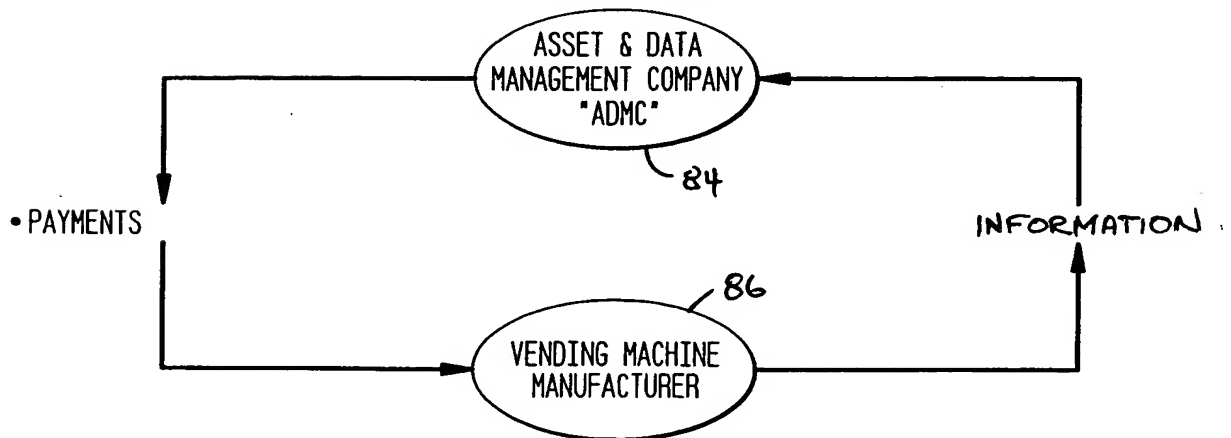 ASSET & DATA
MANAGEMENT COMPANY
"ADMC"
84
• PAYMENTS
INFORMATION
86
VENDING MACHINE
MANUFACTURER